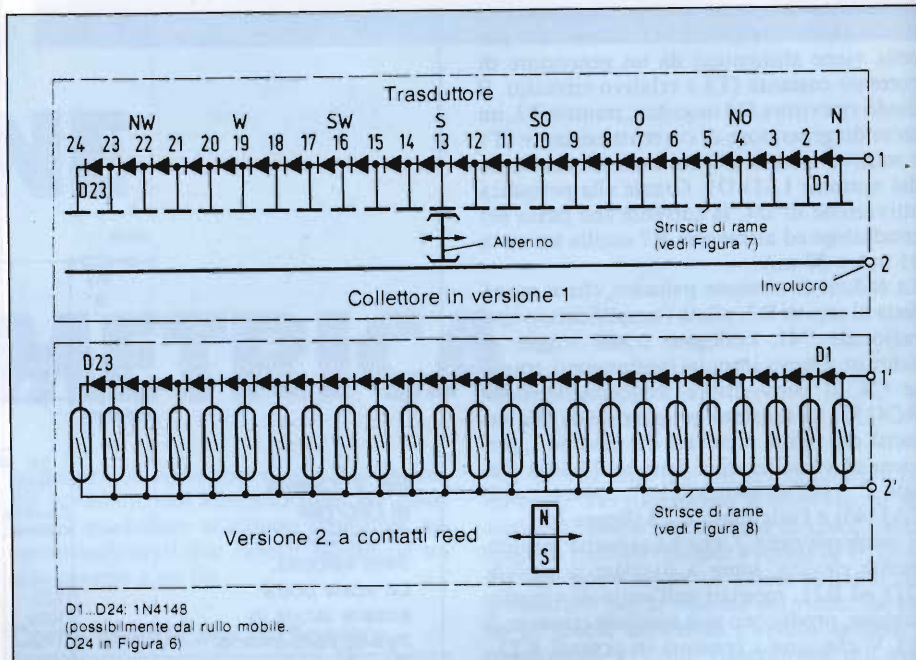 Trasduttore
NW W SW S SO O NO N
24 23 22 21 20 19 18 17 16 15 14 13 12 11 10 9 8 7 6 5 4 3 2 1
D23 D1
Alberino
Striscie di rame
(vedi Figura 7)
2
Involucro
Collettore in versione 1
D23 D1
1'
2'
Versione 2, a contatti reed
N
S
Strisce di rame
(vedi Figura 8)
D1...D24: 1N4148
(possibilmente dal rullo mobile.
D24 in Figura 6)